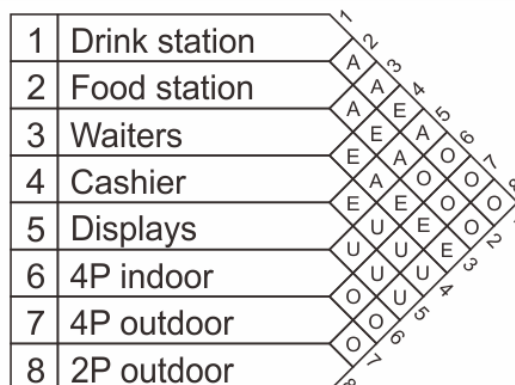 1 Drink station
2 Food station
3 Waiters
4 Cashier
5 Displays
6 4P indoor
7 4P outdoor
8 2P outdoor
1 2 3 4 5 6 7 8
A
A
A E
E A
E A O
A O O
E E O O
U E O
U U E
U U
O U
O
O
2 3 4 5 6 7